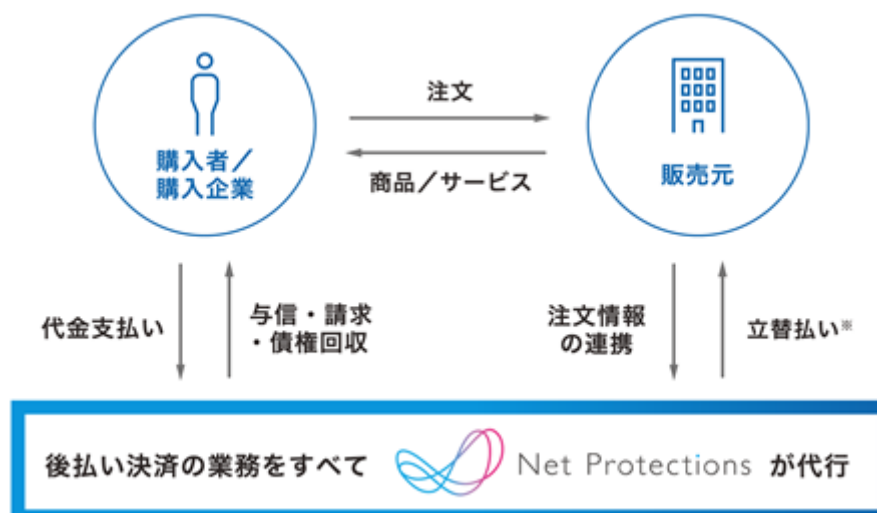 注文
購入者／
購入企業
商品／サービス
販売元
代金支払い
与信・請求
・債権回収
注文情報
の連携
立替払い※
後払い決済の業務をすべて Net Protections が代行